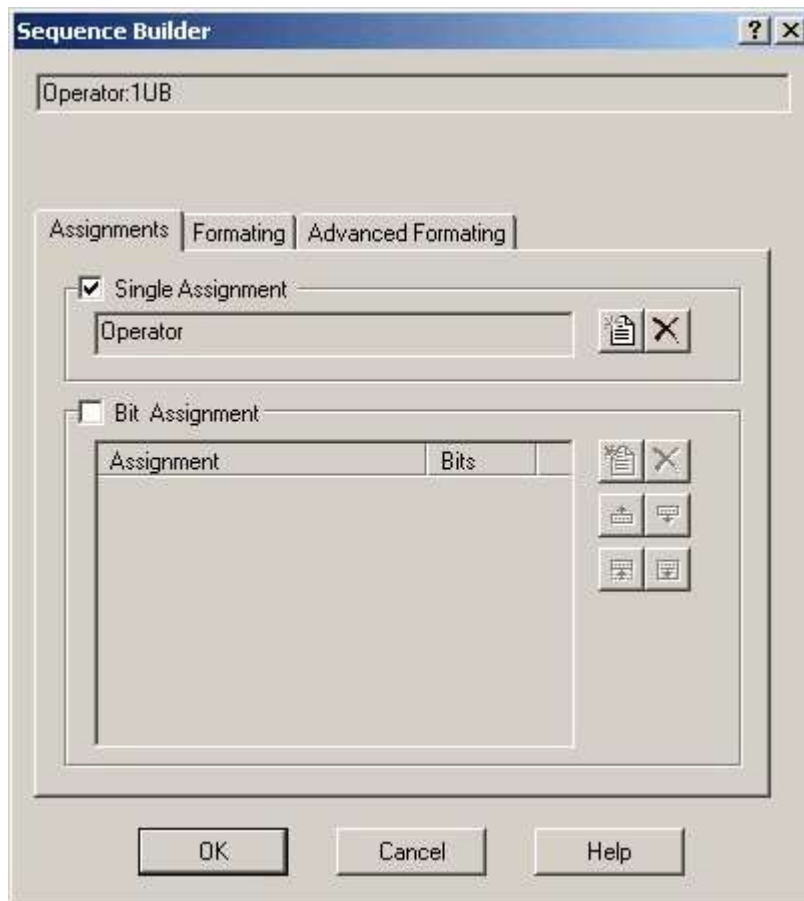 Sequence Builder
Operator:1UB
Assignments Formating Advanced Formating
Single Assignment
Operator
Bit Assignment
Assignment Bits
OK Cancel Help